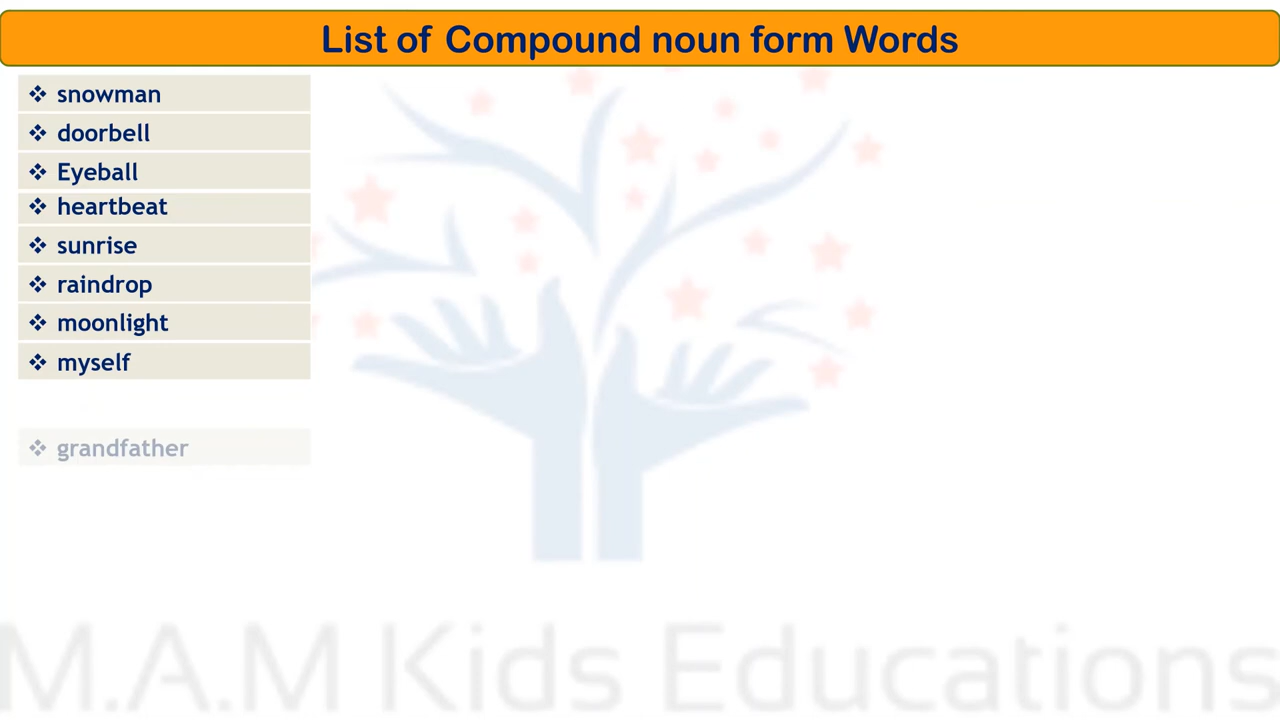 List of Compound noun form Words
❖ snowman
❖ doorbell
❖ Eyeball
❖ heartbeat
❖ sunrise
❖ raindrop
❖ moonlight
❖ myself
❖ grandfather
M.A.M Kids Educations